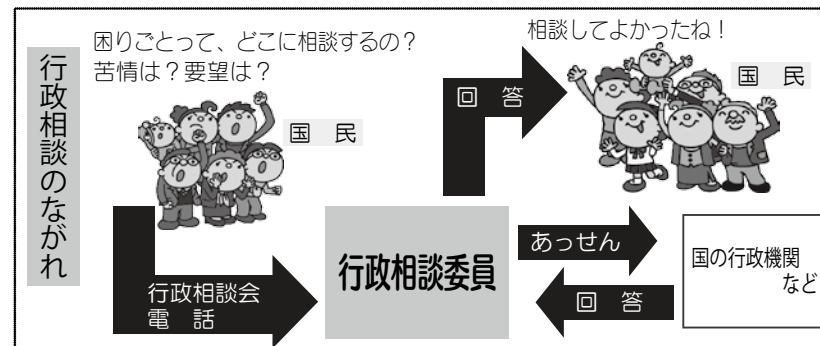 行政相談のながれ
困りごとって、どこに相談するの？
苦情は？要望は？
国　民
相談してよかったね！
国　民
回　答
行政相談会
電　話
行政相談委員
あっせん
回　答
国の行政機関
など